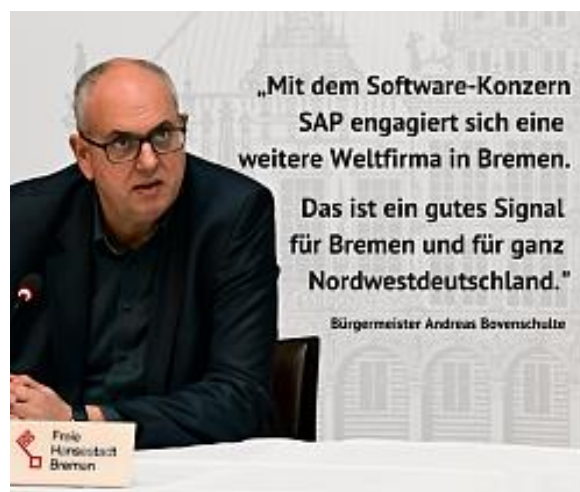 „Mit dem Software-Konzern
SAP engagiert sich eine
weitere Weltfirma in Bremen.
Das ist ein gutes Signal
für Bremen und für ganz
Nordwestdeutschland."
Bürgermeister Andreas Bovenschulte
Freie
Hansestadt
Bremen